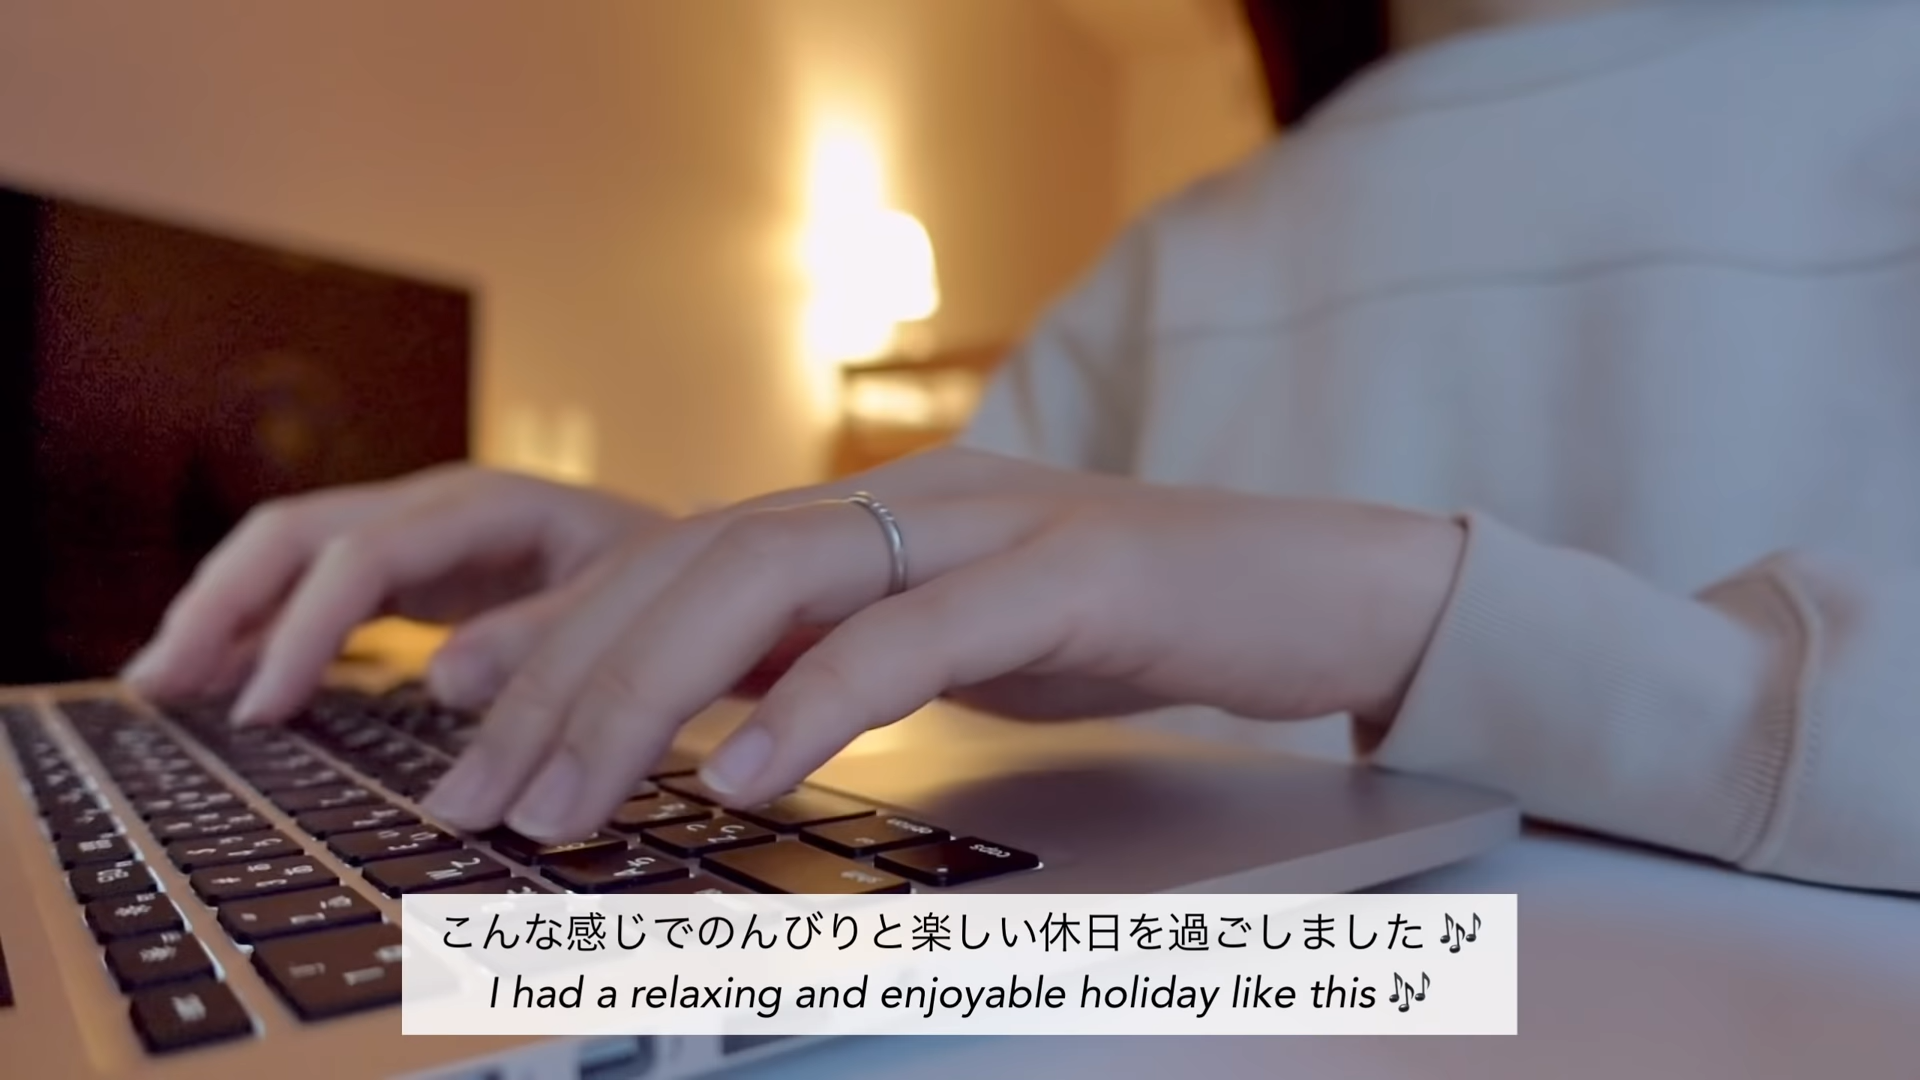 こんな感じでのんびりと楽しい休日を過ごしました 🎶
I had a relaxing and enjoyable holiday like this 🎶
caps